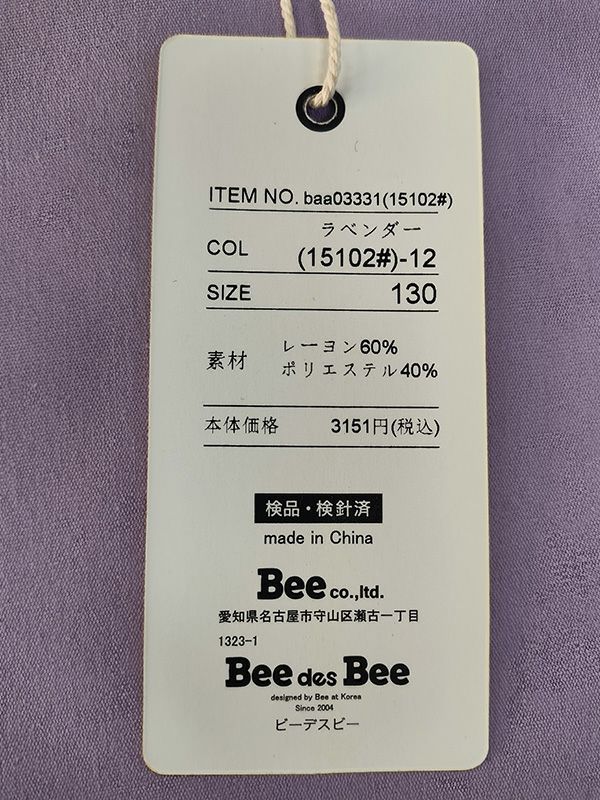 ITEM NO. baa03331(15102#)
ラベンダー
COL (15102#)-12
SIZE 130
素材 レーヨン60%
ポリエステル40%
本体価格 3151円(税込)
検品・検針済
made in China
Bee co.,ltd.
愛知県名古屋市守山区瀬古一丁目
1323-1
Bee des Bee
designed by Bee at Korea
Since 2004
ビーデスビー